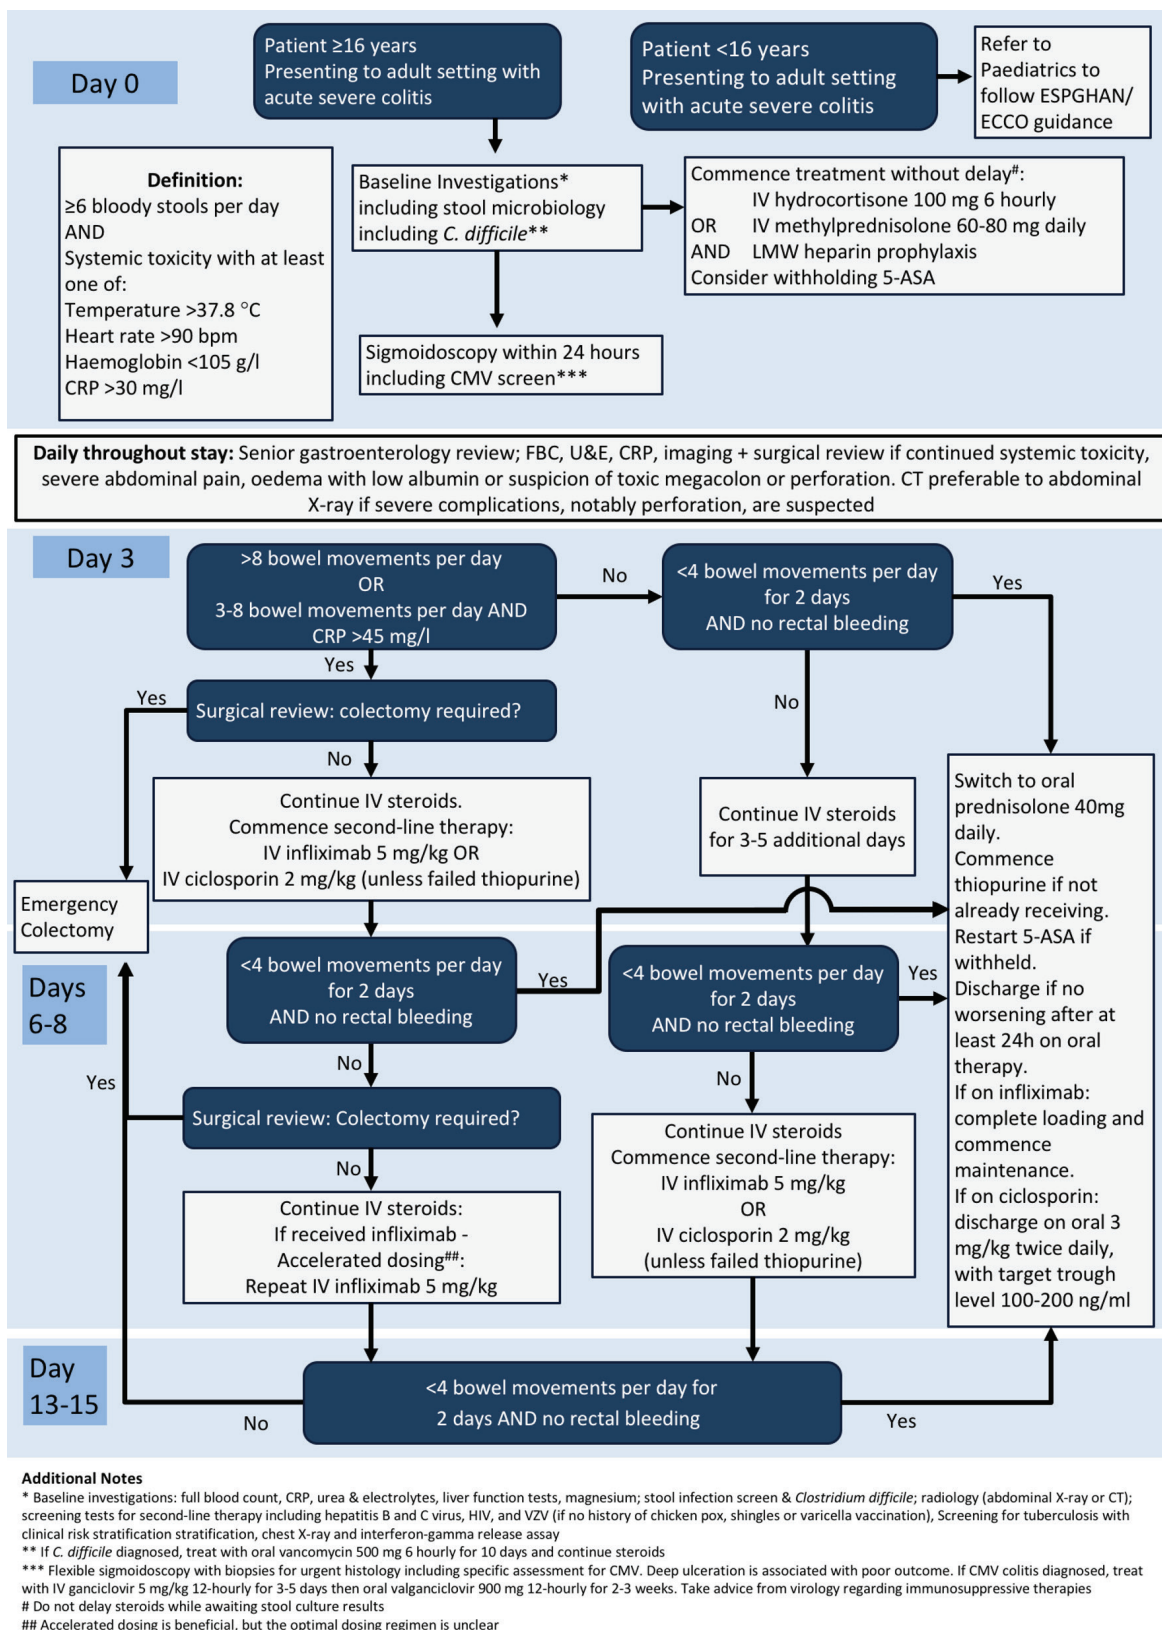 Day 0
Patient ≥16 years
Presenting to adult setting with
acute severe colitis
Patient <16 years
Presenting to adult setting
with acute severe colitis
Refer to
Paediatrics to
follow ESPGHAN/
ECCO guidance
Definition:
≥6 bloody stools per day
AND
Systemic toxicity with at least
one of:
Temperature >37.8 °C
Heart rate >90 bpm
Haemoglobin <105 g/l
CRP >30 mg/l
Baseline Investigations*
including stool microbiology
including C. difficile**
Commence treatment without delay#:
IV hydrocortisone 100 mg 6 hourly
OR IV methylprednisolone 60-80 mg daily
AND LMW heparin prophylaxis
Consider withholding 5-ASA
Sigmoidoscopy within 24 hours
including CMV screen***
Daily throughout stay: Senior gastroenterology review; FBC, U&E, CRP, imaging + surgical review if continued systemic toxicity,
severe abdominal pain, oedema with low albumin or suspicion of toxic megacolon or perforation. CT preferable to abdominal
X-ray if severe complications, notably perforation, are suspected
Day 3
>8 bowel movements per day
OR
3-8 bowel movements per day AND
CRP >45 mg/l
No
<4 bowel movements per day
for 2 days
AND no rectal bleeding
Yes
Yes
Yes
Surgical review: colectomy required?
No
No
Continue IV steroids.
Commence second-line therapy:
IV infliximab 5 mg/kg OR
IV ciclosporin 2 mg/kg (unless failed thiopurine)
Continue IV steroids
for 3-5 additional days
Switch to oral
prednisolone 40mg
daily.
Commence
thiopurine if not
already receiving.
Restart 5-ASA if
withheld.
Discharge if no
worsening after at
least 24h on oral
therapy.
If on infliximab:
complete loading and
commence
maintenance.
If on ciclosporin:
discharge on oral 3
mg/kg twice daily,
with target trough
level 100-200 ng/ml
Emergency
Colectomy
Days
6-8
<4 bowel movements per day
for 2 days
AND no rectal bleeding
Yes
<4 bowel movements per day
for 2 days
AND no rectal bleeding
Yes
No
No
Yes
Surgical review: Colectomy required?
No
Continue IV steroids:
If received infliximab -
Accelerated dosing##:
Repeat IV infliximab 5 mg/kg
Continue IV steroids
Commence second-line therapy:
IV infliximab 5 mg/kg
OR
IV ciclosporin 2 mg/kg
(unless failed thiopurine)
Day
13-15
<4 bowel movements per day for
2 days AND no rectal bleeding
No
Yes
Additional Notes
* Baseline investigations: full blood count, CRP, urea & electrolytes, liver function tests, magnesium; stool infection screen & Clostridium difficile; radiology (abdominal X-ray or CT);
screening tests for second-line therapy including hepatitis B and C virus, HIV, and VZV (if no history of chicken pox, shingles or varicella vaccination), Screening for tuberculosis with
clinical risk stratification stratification, chest X-ray and interferon-gamma release assay
** If C. difficile diagnosed, treat with oral vancomycin 500 mg 6 hourly for 10 days and continue steroids
*** Flexible sigmoidoscopy with biopsies for urgent histology including specific assessment for CMV. Deep ulceration is associated with poor outcome. If CMV colitis diagnosed, treat
with IV ganciclovir 5 mg/kg 12-hourly for 3-5 days then oral valganciclovir 900 mg 12-hourly for 2-3 weeks. Take advice from virology regarding immunosuppressive therapies
# Do not delay steroids while awaiting stool culture results
## Accelerated dosing is beneficial, but the optimal dosing regimen is unclear